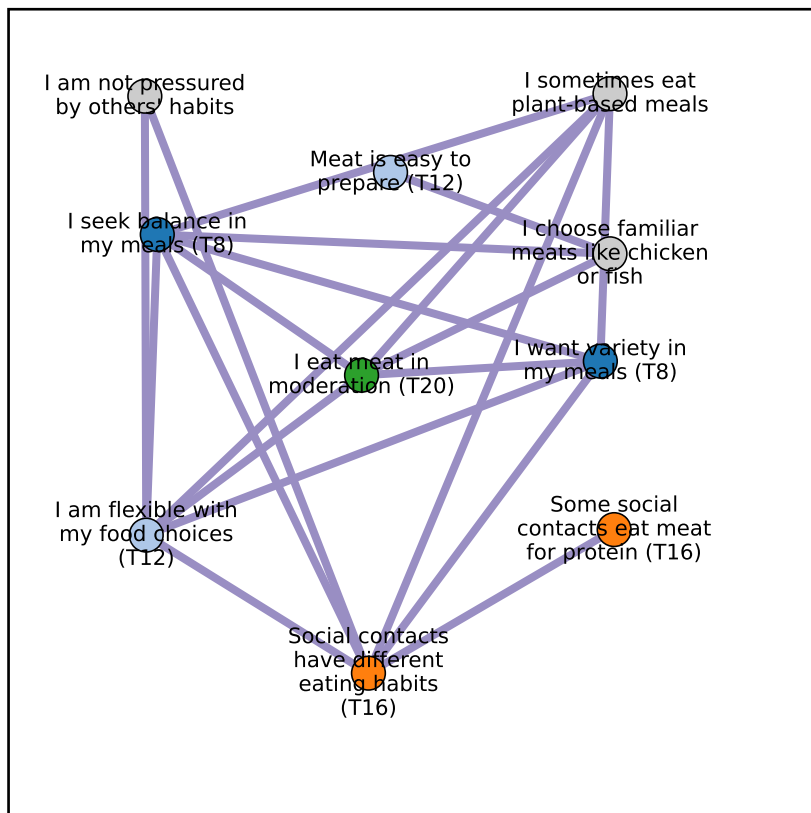 I am not pressured
by others' habits
I sometimes eat
plant-based meals
Meat is easy to
prepare (T12)
I seek balance in
my meals (T8)
I choose familiar
meats like chicken
or fish
I eat meat in
moderation (T20)
I want variety in
my meals (T8)
I am flexible with
my food choices
(T12)
Some social
contacts eat meat
for protein (T16)
Social contacts
have different
eating habits
(T16)